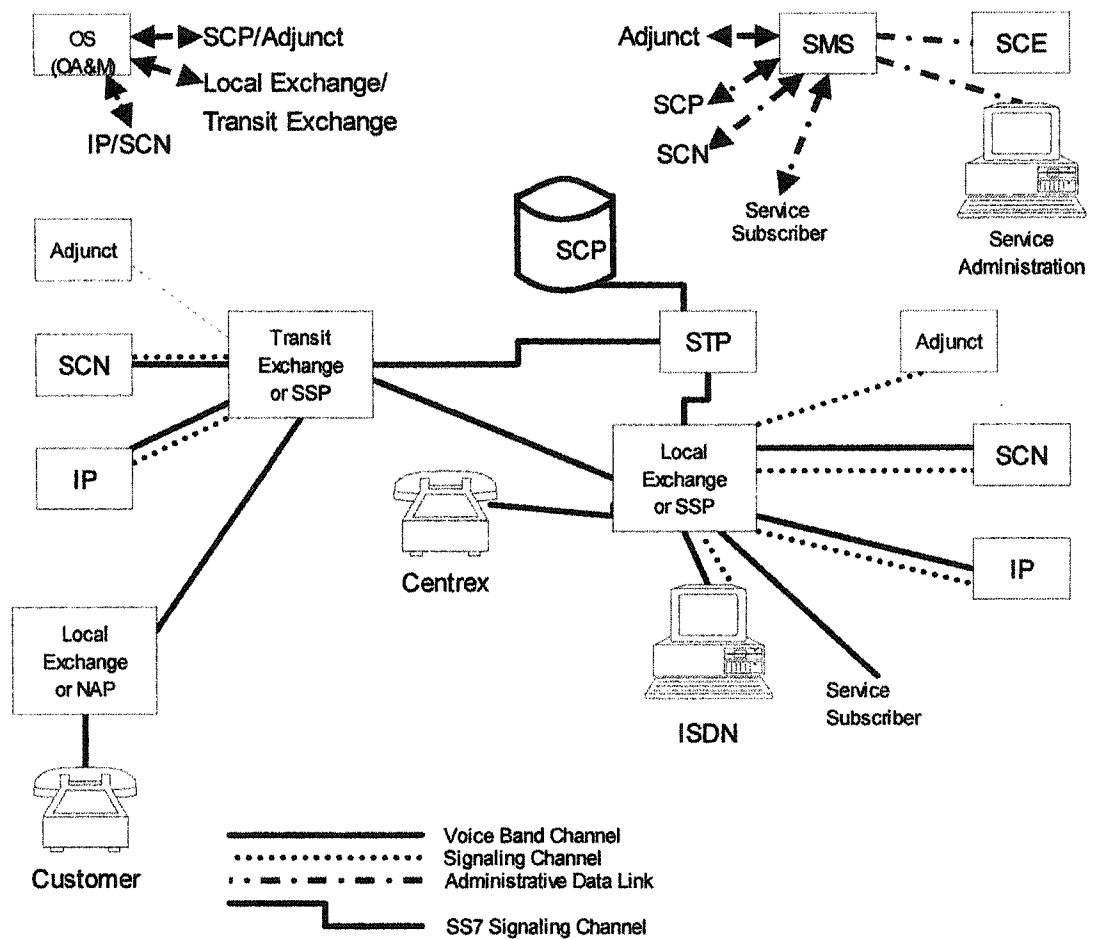 OS
(OA&M)
SCP/Adjunct
Local Exchange/
Transit Exchange
IP/SCN
Adjunct
SMS
SCE
SCP
SCN
Service
Subscriber
Service
Administration
Adjunct
SCP
Transit
Exchange
or SSP
STP
Adjunct
SCN
IP
Local
Exchange
or SSP
SCN
IP
Centrex
Local
Exchange
or NAP
ISDN
Service
Subscriber
Customer
Voice Band Channel
Signaling Channel
Administrative Data Link
SS7 Signaling Channel